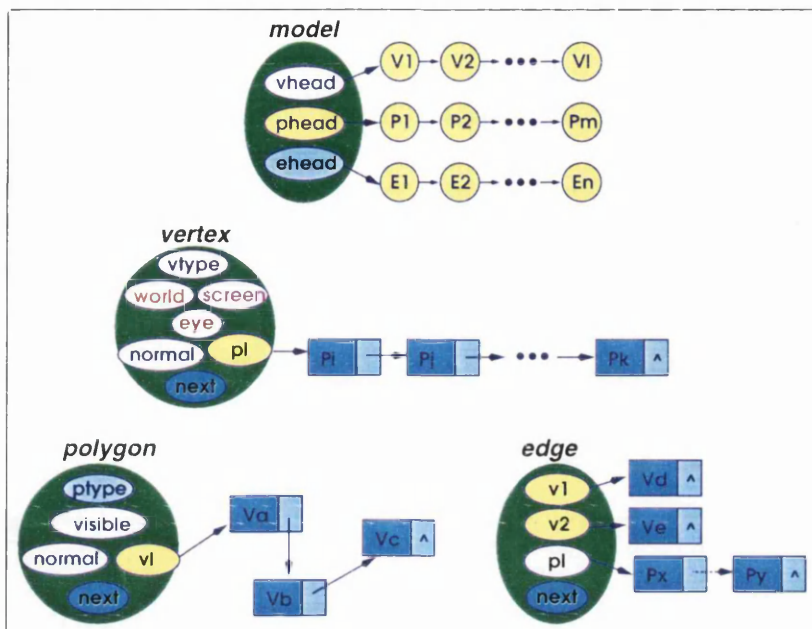 model
vhead
V1 V2 ••• Vl
phead
P1 P2 ••• Pm
ehead
E1 E2 ••• En
vertex
vtype
world screen
eye
normal pl
Pi Pj ••• Pk ^
next
polygon
ptype
visible
normal vl
next
Va
Vb
Vc ^
edge
v1
Vd ^
v2
Ve ^
pl
Px Py ^
next